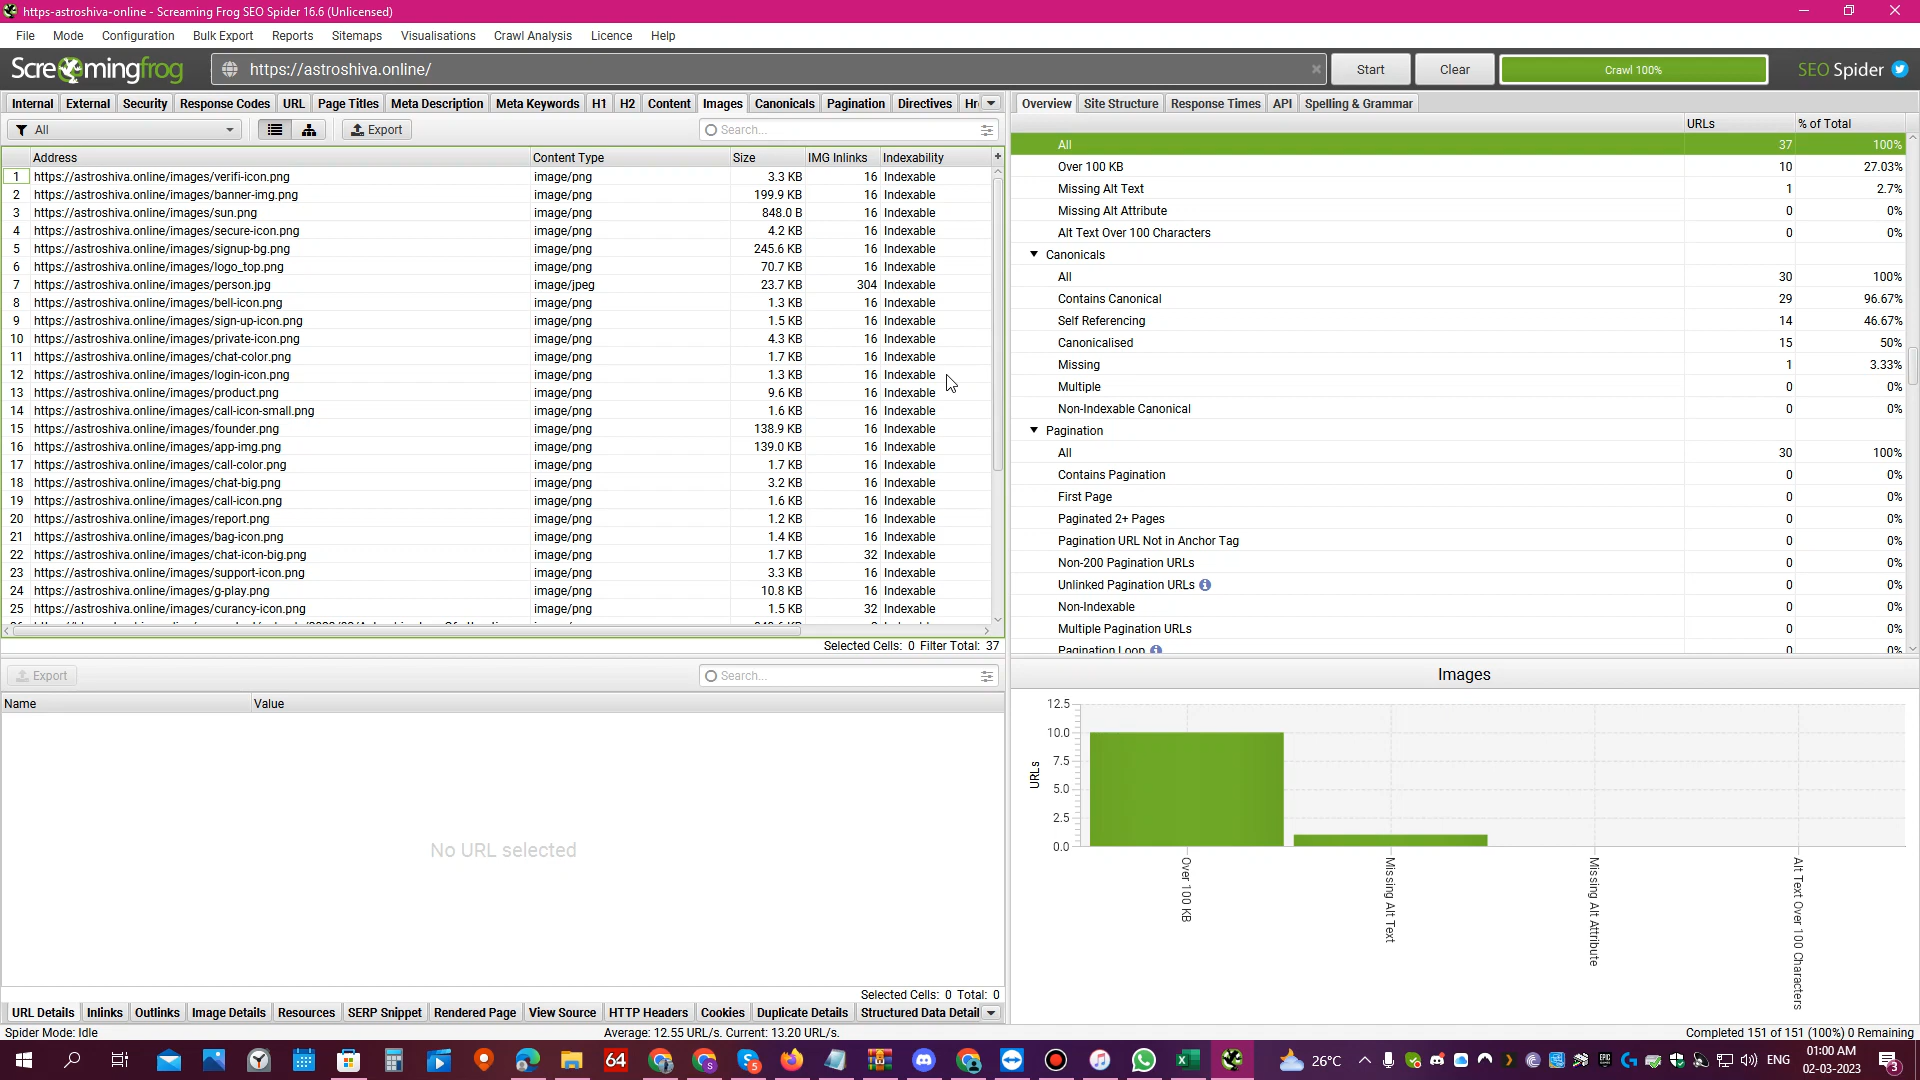 https-astroshiva-online - Screaming Frog SEO Spider 16.6 (Unlicensed)
File Mode Configuration Bulk Export Reports Sitemaps Visualisations Crawl Analysis Licence Help
Screamingfrog https://astroshiva.online/ Start Clear Crawl 100% SEO Spider
Internal External Security Response Codes URL Page Titles Meta Description Meta Keywords H1 H2 Content Images Canonicals Pagination Directives Hr
All Export Search...
Address Content Type Size IMG Inlinks Indexability
1 https://astroshiva.online/images/verifi-icon.png image/png 3.3 KB 16 Indexable
2 https://astroshiva.online/images/banner-img.png image/png 199.9 KB 16 Indexable
3 https://astroshiva.online/images/sun.png image/png 848.0 B 16 Indexable
4 https://astroshiva.online/images/secure-icon.png image/png 4.2 KB 16 Indexable
5 https://astroshiva.online/images/signup-bg.png image/png 245.6 KB 16 Indexable
6 https://astroshiva.online/images/logo_top.png image/png 70.7 KB 16 Indexable
7 https://astroshiva.online/images/person.jpg image/jpeg 23.7 KB 304 Indexable
8 https://astroshiva.online/images/bell-icon.png image/png 1.3 KB 16 Indexable
9 https://astroshiva.online/images/sign-up-icon.png image/png 1.5 KB 16 Indexable
10 https://astroshiva.online/images/private-icon.png image/png 4.3 KB 16 Indexable
11 https://astroshiva.online/images/chat-color.png image/png 1.7 KB 16 Indexable
12 https://astroshiva.online/images/login-icon.png image/png 1.3 KB 16 Indexable
13 https://astroshiva.online/images/product.png image/png 9.6 KB 16 Indexable
14 https://astroshiva.online/images/call-icon-small.png image/png 1.6 KB 16 Indexable
15 https://astroshiva.online/images/founder.png image/png 138.9 KB 16 Indexable
16 https://astroshiva.online/images/app-img.png image/png 139.0 KB 16 Indexable
17 https://astroshiva.online/images/call-color.png image/png 1.7 KB 16 Indexable
18 https://astroshiva.online/images/chat-big.png image/png 3.2 KB 16 Indexable
19 https://astroshiva.online/images/call-icon.png image/png 1.6 KB 16 Indexable
20 https://astroshiva.online/images/report.png image/png 1.2 KB 16 Indexable
21 https://astroshiva.online/images/bag-icon.png image/png 1.4 KB 16 Indexable
22 https://astroshiva.online/images/chat-icon-big.png image/png 1.7 KB 32 Indexable
23 https://astroshiva.online/images/support-icon.png image/png 3.3 KB 16 Indexable
24 https://astroshiva.online/images/g-play.png image/png 10.8 KB 16 Indexable
25 https://astroshiva.online/images/curancy-icon.png image/png 1.5 KB 32 Indexable
Selected Cells: 0 Filter Total: 37
Export Search...
Name Value
No URL selected
Selected Cells: 0 Total: 0
URL Details Inlinks Outlinks Image Details Resources SERP Snippet Rendered Page View Source HTTP Headers Cookies Duplicate Details Structured Data Detail
Overview Site Structure Response Times API Spelling & Grammar
URLs % of Total
All 37 100%
Over 100 KB 10 27.03%
Missing Alt Text 1 2.7%
Missing Alt Attribute 0 0%
Alt Text Over 100 Characters 0 0%
Canonicals
All 30 100%
Contains Canonical 29 96.67%
Self Referencing 14 46.67%
Canonicalised 15 50%
Missing 1 3.33%
Multiple 0 0%
Non-Indexable Canonical 0 0%
Pagination
All 30 100%
Contains Pagination 0 0%
First Page 0 0%
Paginated 2+ Pages 0 0%
Pagination URL Not in Anchor Tag 0 0%
Non-200 Pagination URLs 0 0%
Unlinked Pagination URLs 0 0%
Non-Indexable 0 0%
Multiple Pagination URLs 0 0%
Pagination Loop 0 0%
Images
12.5
10.0
7.5
5.0
2.5
0.0
URLs
Over 100 KB
Missing Alt Text
Missing Alt Attribute
Alt Text Over 100 Characters
Spider Mode: Idle Average: 12.55 URL/s. Current: 13.20 URL/s. Completed 151 of 151 (100%) 0 Remaining
64 26°C ENG 01:00 AM
02-03-2023 3